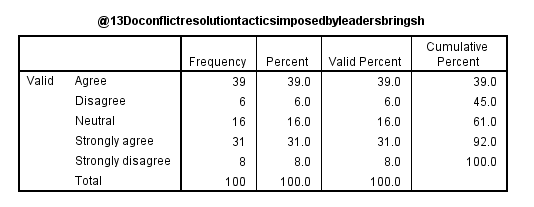 @13Doconflictresolutiontacticsimposedbyleadersbringsh
Frequency Percent Valid Percent Cumulative Percent
Valid Agree 39 39.0 39.0 39.0
Disagree 6 6.0 6.0 45.0
Neutral 16 16.0 16.0 61.0
Strongly agree 31 31.0 31.0 92.0
Strongly disagree 8 8.0 8.0 100.0
Total 100 100.0 100.0